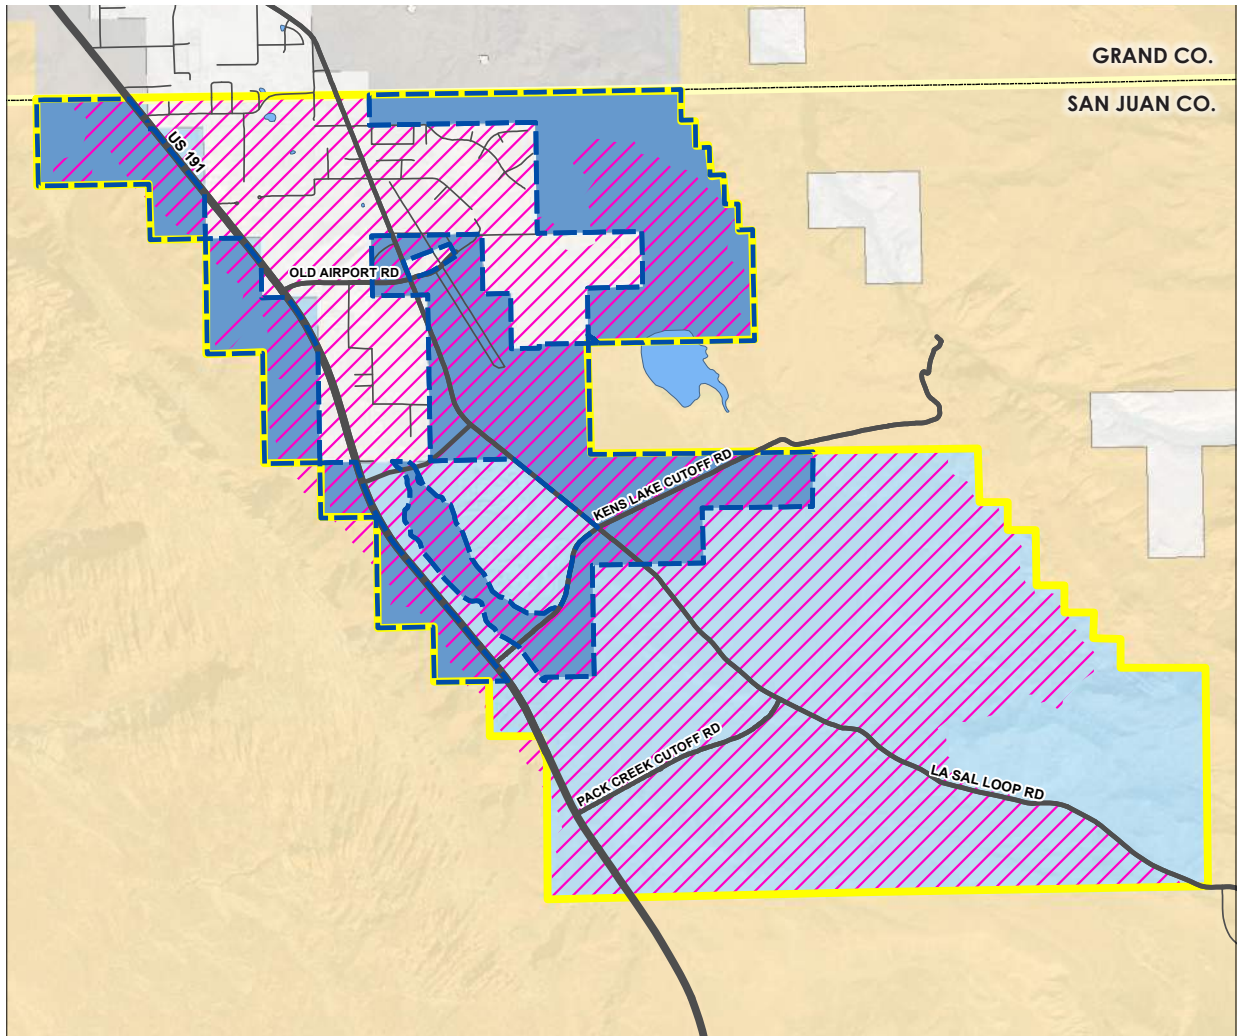 GRAND CO.
SAN JUAN CO.
US 191
OLD AIRPORT RD
KENS LAKE CUTOFF RD
PACK CREEK CUTOFF RD
LA SAL LOOP RD